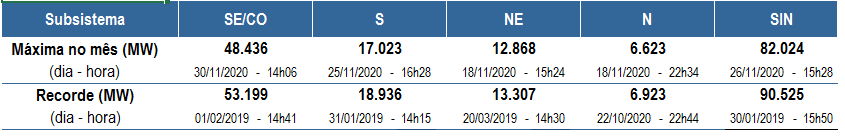 Subsistema SE/CO S NE N SIN
Máxima no mês (MW) 48.436 17.023 12.868 6.623 82.024
(dia - hora) 30/11/2020 - 14h06 25/11/2020 - 16h28 18/11/2020 - 15h24 18/11/2020 - 22h34 26/11/2020 - 15h28
Recorde (MW) 53.199 18.936 13.307 6.923 90.525
(dia - hora) 01/02/2019 - 14h41 31/01/2019 - 14h15 20/03/2019 - 14h30 22/10/2020 - 22h44 30/01/2019 - 15h50